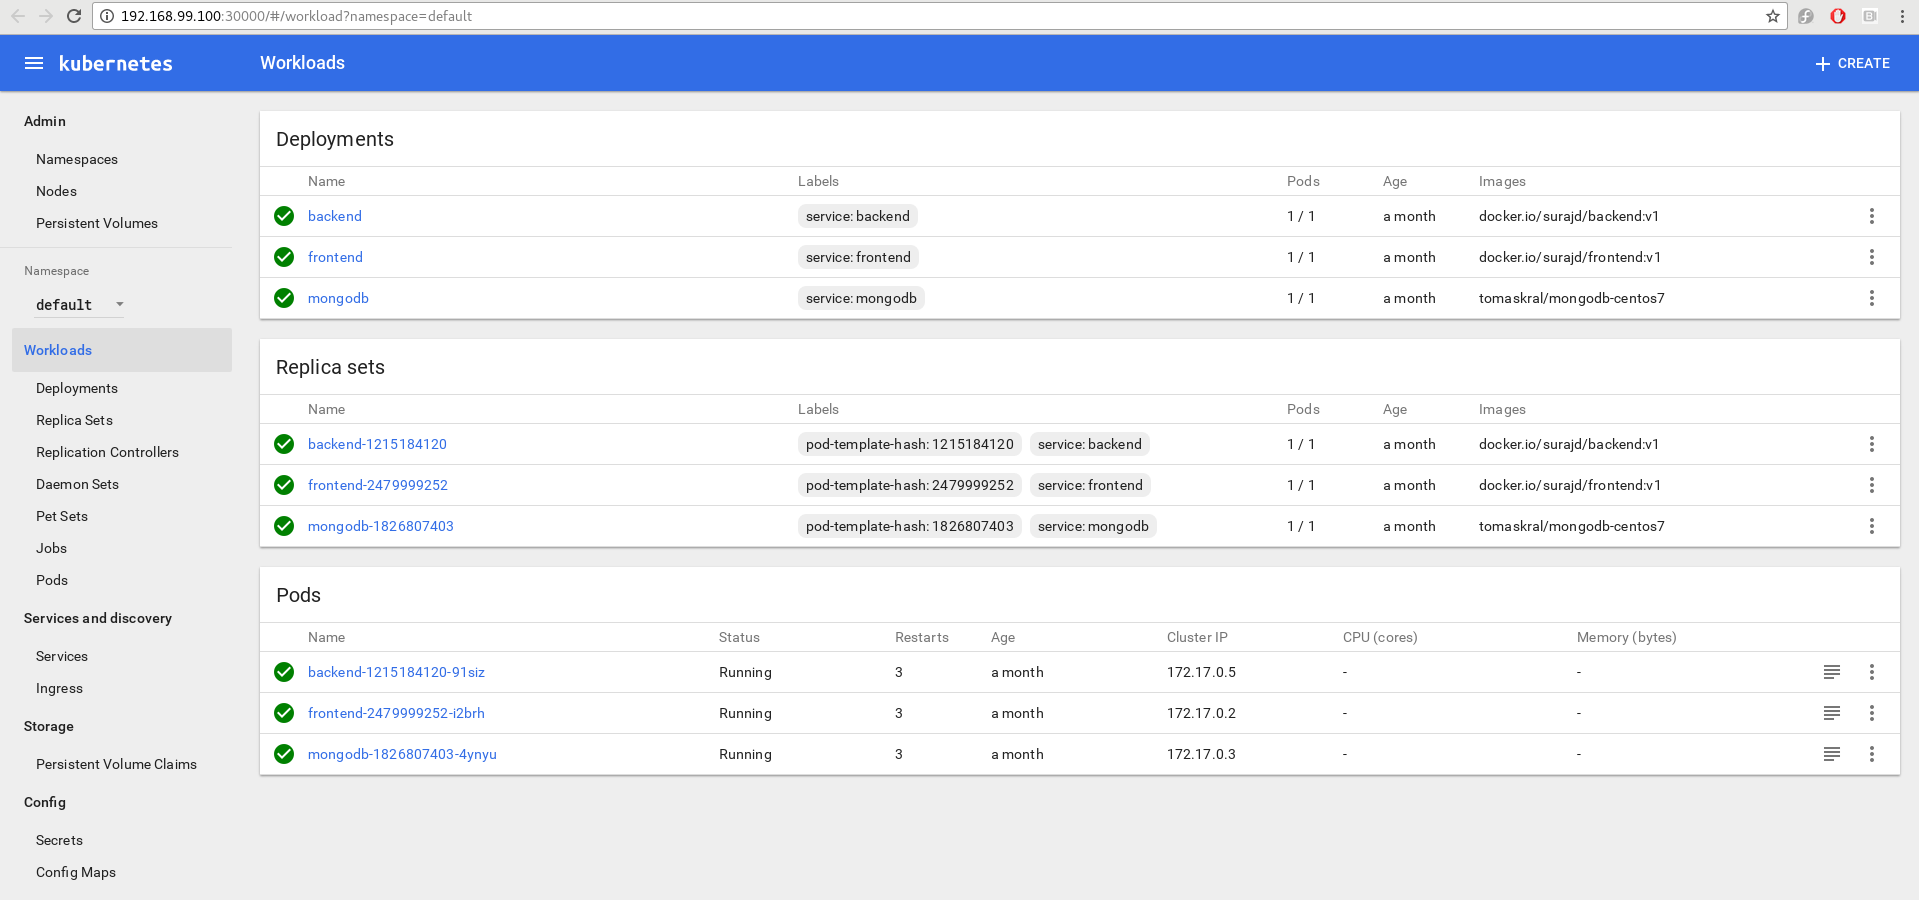 192.168.99.100:30000/#/workload?namespace=default
kubernetes
Workloads
CREATE
Admin
Namespaces
Nodes
Persistent Volumes
Namespace
default
Workloads
Deployments
Replica Sets
Replication Controllers
Daemon Sets
Pet Sets
Jobs
Pods
Services and discovery
Services
Ingress
Storage
Persistent Volume Claims
Config
Secrets
Config Maps
Deployments
Name Labels Pods Age Images
backend service: backend 1 / 1 a month docker.io/surajd/backend:v1
frontend service: frontend 1 / 1 a month docker.io/surajd/frontend:v1
mongodb service: mongodb 1 / 1 a month tomaskral/mongodb-centos7
Replica sets
Name Labels Pods Age Images
backend-1215184120 pod-template-hash: 1215184120 service: backend 1 / 1 a month docker.io/surajd/backend:v1
frontend-2479999252 pod-template-hash: 2479999252 service: frontend 1 / 1 a month docker.io/surajd/frontend:v1
mongodb-1826807403 pod-template-hash: 1826807403 service: mongodb 1 / 1 a month tomaskral/mongodb-centos7
Pods
Name Status Restarts Age Cluster IP CPU (cores) Memory (bytes)
backend-1215184120-91siz Running 3 a month 172.17.0.5 - -
frontend-2479999252-i2brh Running 3 a month 172.17.0.2 - -
mongodb-1826807403-4ynyu Running 3 a month 172.17.0.3 - -